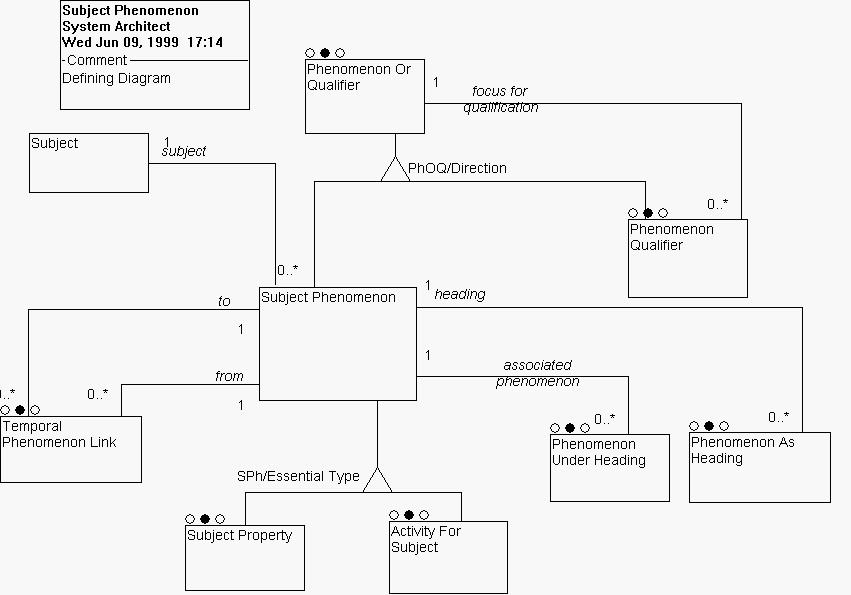 Subject Phenomenon
System Architect
Wed Jun 09, 1999  17:14
Comment
Defining Diagram
Phenomenon Or
Qualifier
1
focus for
qualification
Subject
1
subject
PhOQ/Direction
0..*
Phenomenon
Qualifier
0..*
Subject Phenomenon
1
heading
to
1
1
associated
phenomenon
from
0..*
1
0..*
Temporal
Phenomenon Link
0..*
Phenomenon
Under Heading
0..*
Phenomenon As
Heading
SPh/Essential Type
Subject Property
Activity For
Subject